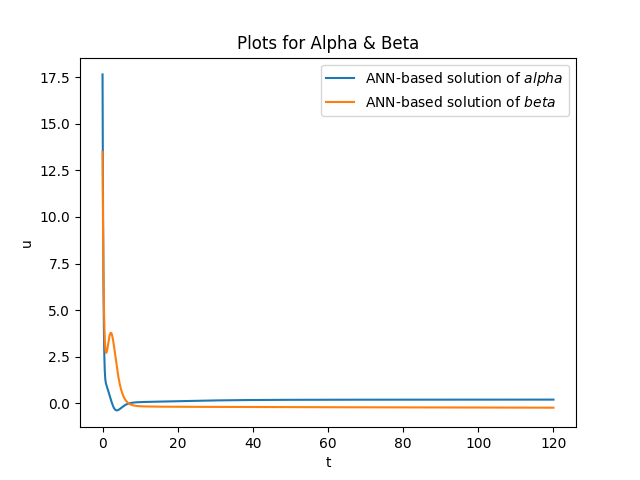 Plots for Alpha & Beta
ANN-based solution of alpha
ANN-based solution of beta
17.5
15.0
12.5
10.0
7.5
5.0
2.5
0.0
u
0 20 40 60 80 100 120
t